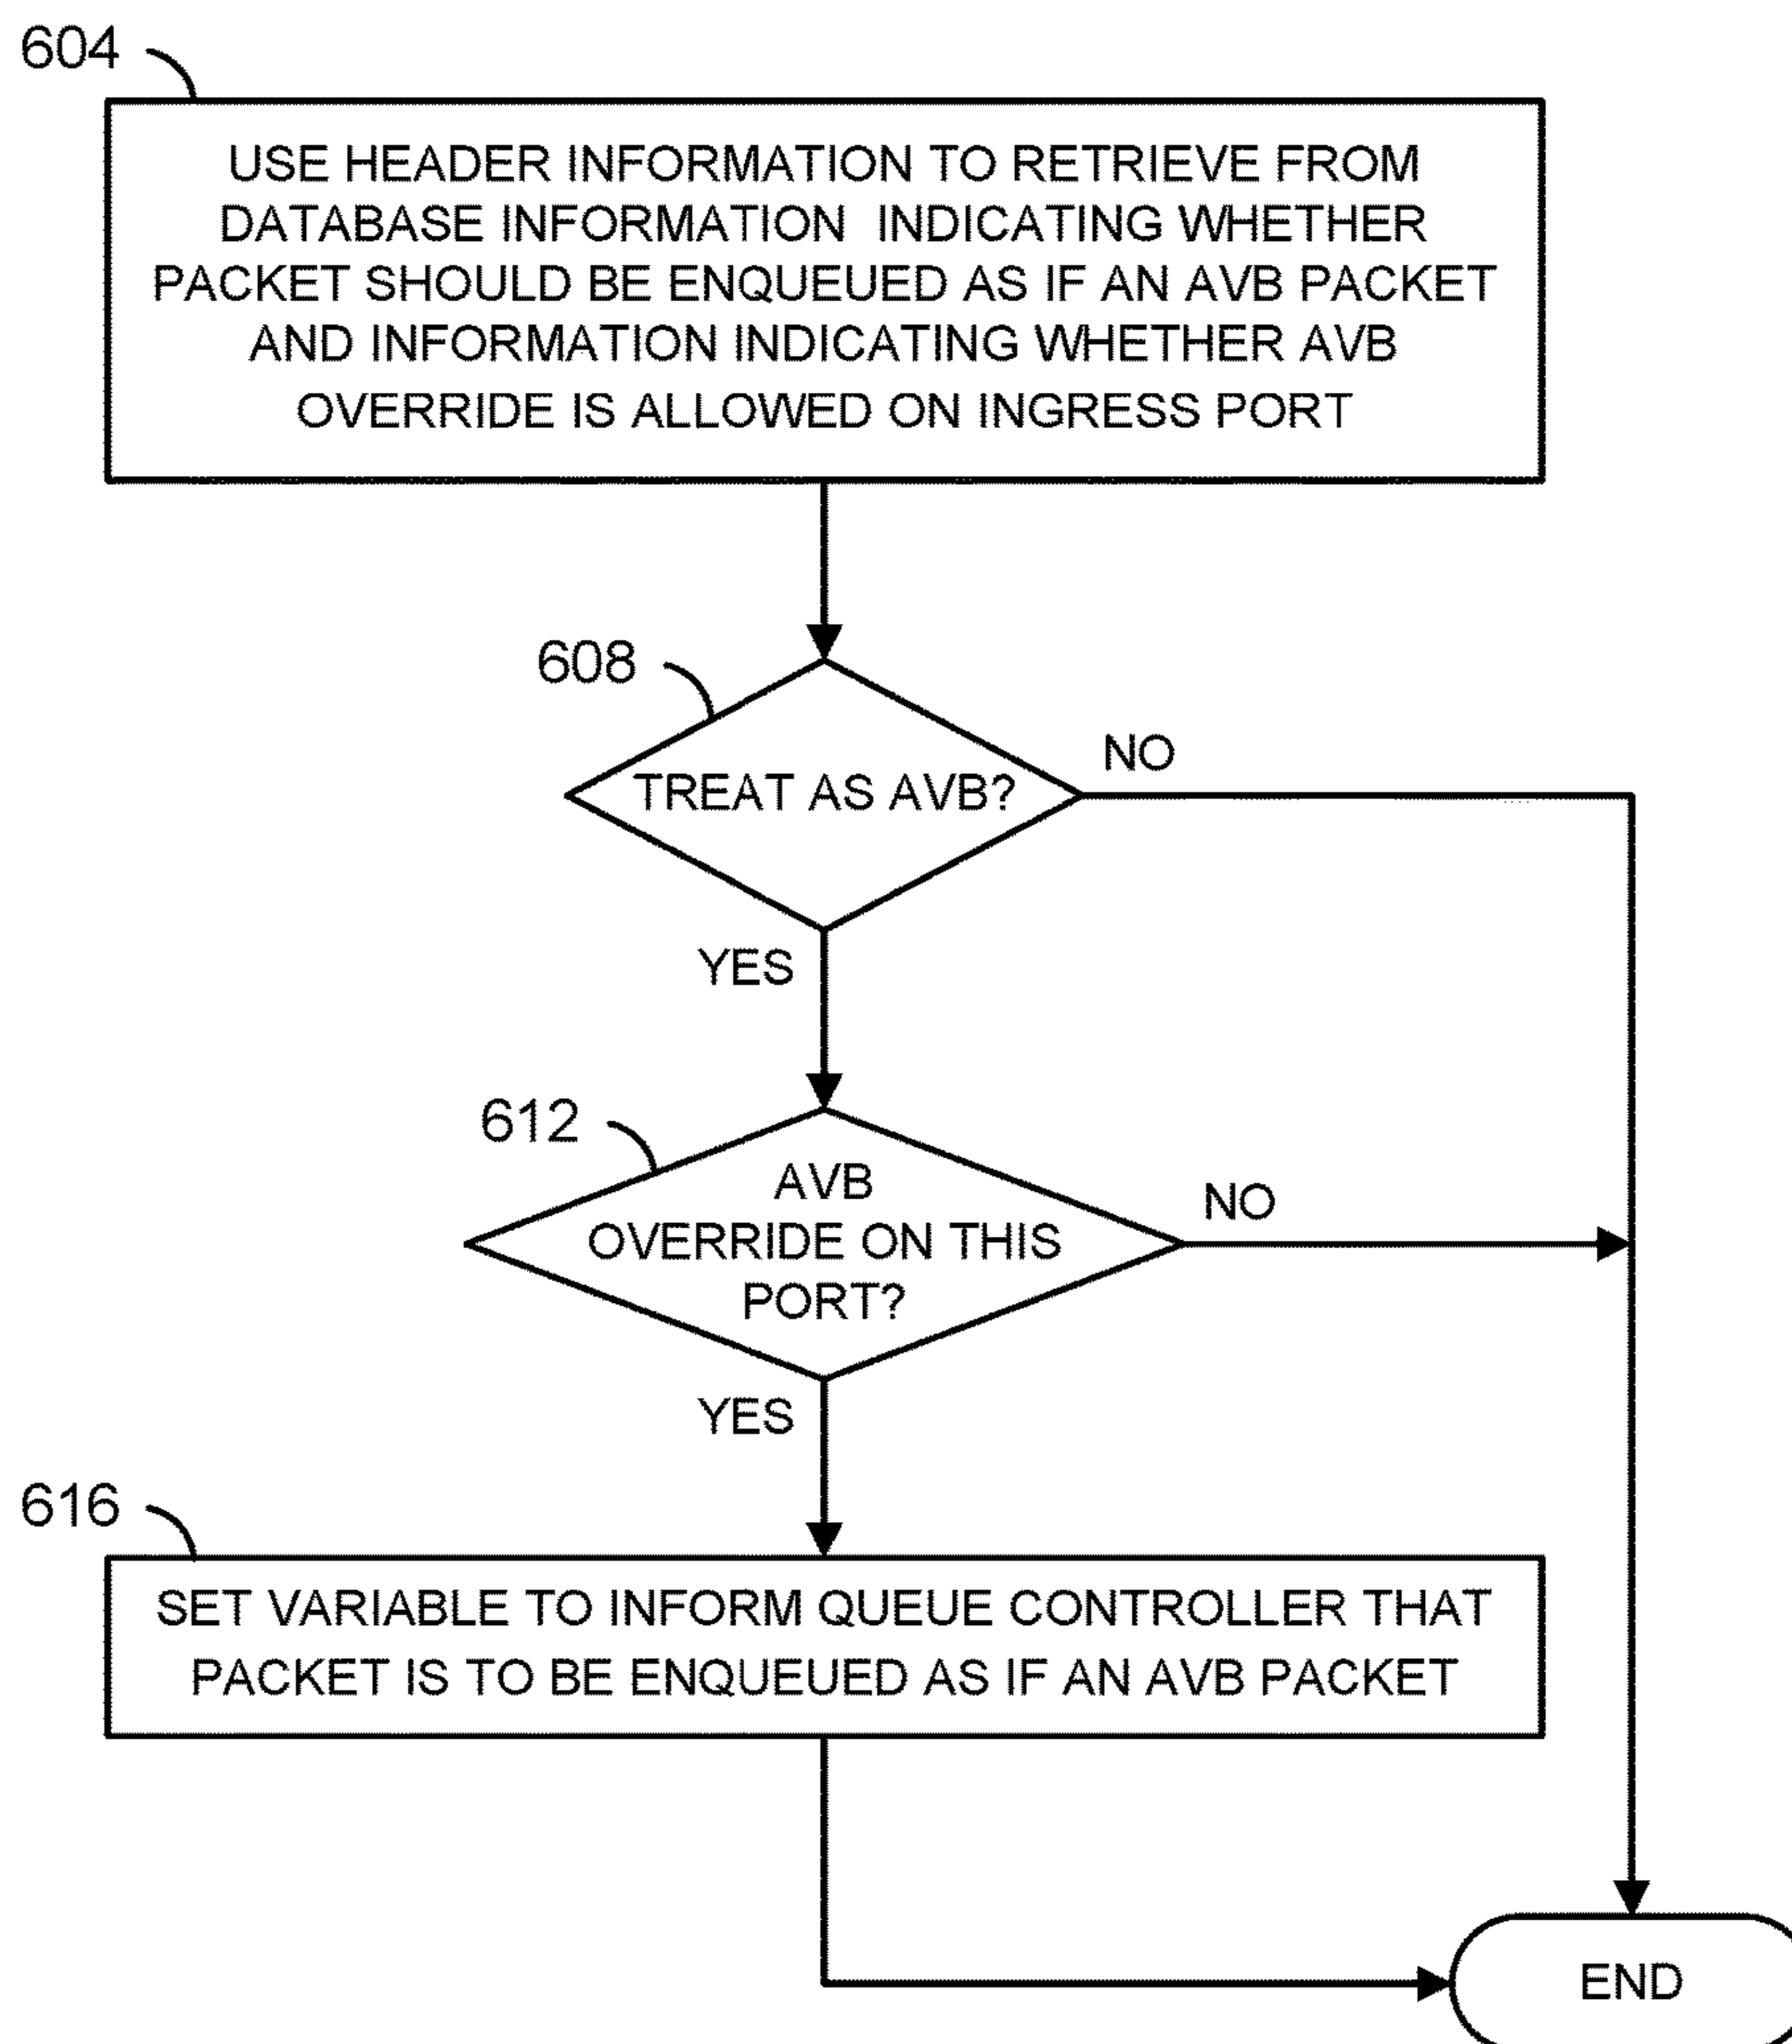 604
USE HEADER INFORMATION TO RETRIEVE FROM
DATABASE INFORMATION INDICATING WHETHER
PACKET SHOULD BE ENQUEUED AS IF AN AVB PACKET
AND INFORMATION INDICATING WHETHER AVB
OVERRIDE IS ALLOWED ON INGRESS PORT
608
TREAT AS AVB?
NO
YES
612
AVB
OVERRIDE ON THIS
PORT?
NO
YES
616
SET VARIABLE TO INFORM QUEUE CONTROLLER THAT
PACKET IS TO BE ENQUEUED AS IF AN AVB PACKET
END